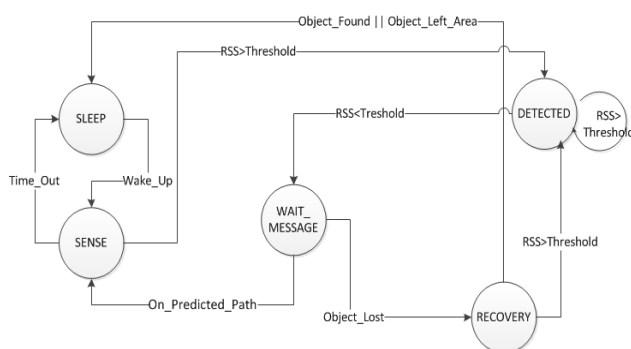 Object_Found || Object_Left_Area
RSS>Threshold
SLEEP
RSS<Treshold
DETECTED
RSS>
Threshold
Time_Out
Wake_Up
WAIT_
MESSAGE
SENSE
RSS>Threshold
On_Predicted_Path
Object_Lost
RECOVERY